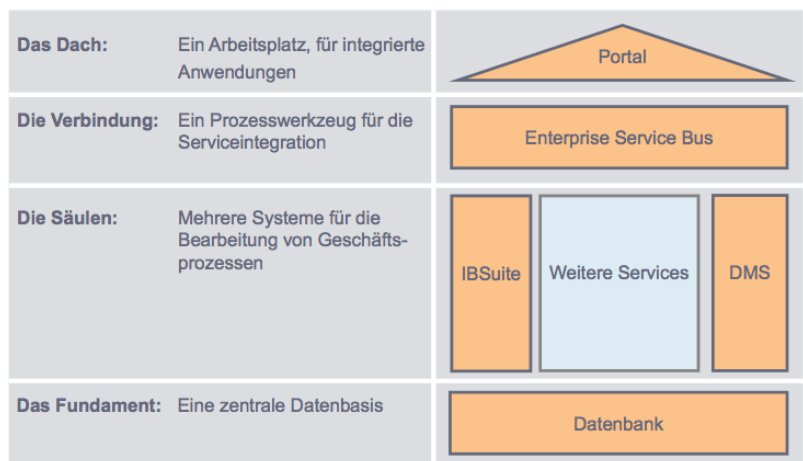 Das Dach: Ein Arbeitsplatz, für integrierte
Anwendungen
Portal
Die Verbindung: Ein Prozesswerkzeug für die
Serviceintegration
Enterprise Service Bus
Die Säulen: Mehrere Systeme für die
Bearbeitung von Geschäfts-
prozessen
IBSuite Weitere Services DMS
Das Fundament: Eine zentrale Datenbasis
Datenbank